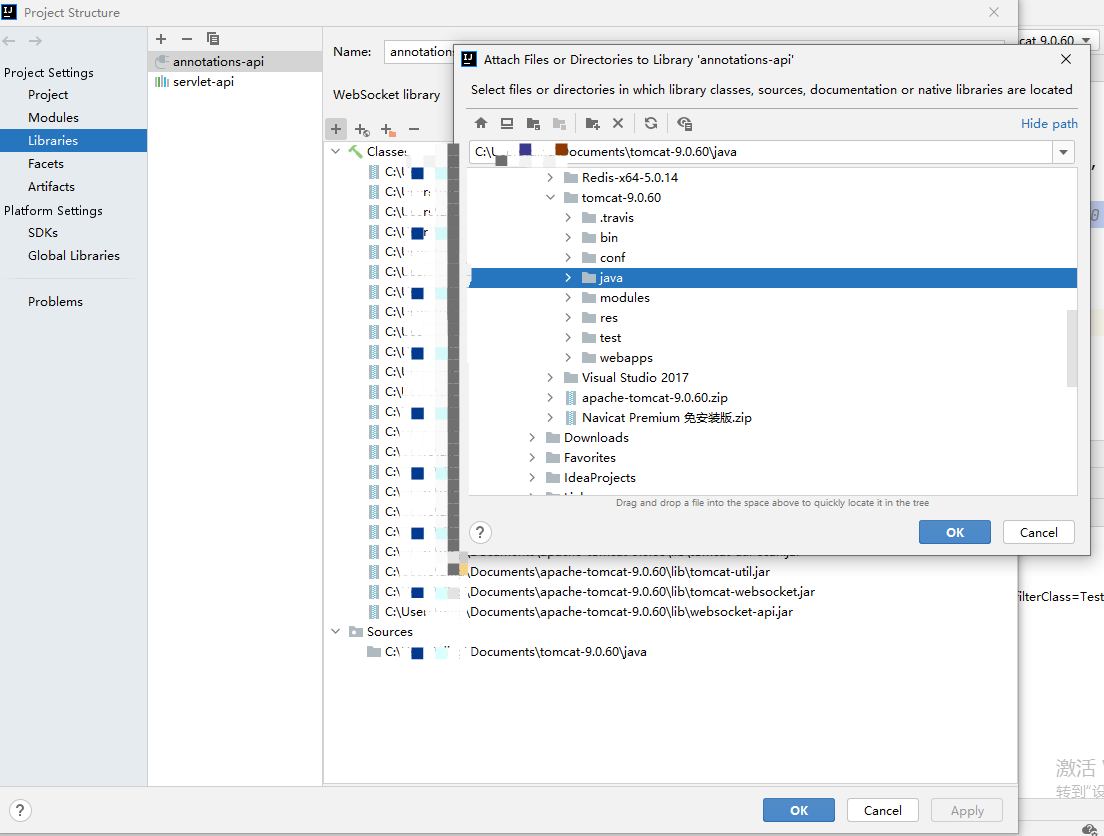 Project Structure
Project Settings
Project
Modules
Libraries
Facets
Artifacts
Platform Settings
SDKs
Global Libraries
Problems
annotations-api
servlet-api
Name:
annotations
WebSocket library
Classes
C:\U
C:\Users
C:\Users
C:\U
C:\U
C:\U
C:\U
C:\U
C:\U
C:\U
C:\U
C:\U
C:\
C:\
C:\
C:\
C:\
C:\
C:\
C:\
C:\ \Documents\apache-tomcat-9.0.60\lib\tomcat-util.jar
C:\ \Documents\apache-tomcat-9.0.60\lib\tomcat-websocket.jar
C:\User \Documents\apache-tomcat-9.0.60\lib\websocket-api.jar
Sources
C:\ Documents\tomcat-9.0.60\java
OK
Cancel
Apply
Attach Files or Directories to Library 'annotations-api'
Select files or directories in which library classes, sources, documentation or native libraries are located
Hide path
C:\U ocuments\tomcat-9.0.60\java
Redis-x64-5.0.14
tomcat-9.0.60
.travis
bin
conf
java
modules
res
test
webapps
Visual Studio 2017
apache-tomcat-9.0.60.zip
Navicat Premium 免安装版.zip
Downloads
Favorites
IdeaProjects
Drag and drop a file into the space above to quickly locate it in the tree
OK
Cancel
cat 9.0.60
ilterClass=Test
激活
转到"设